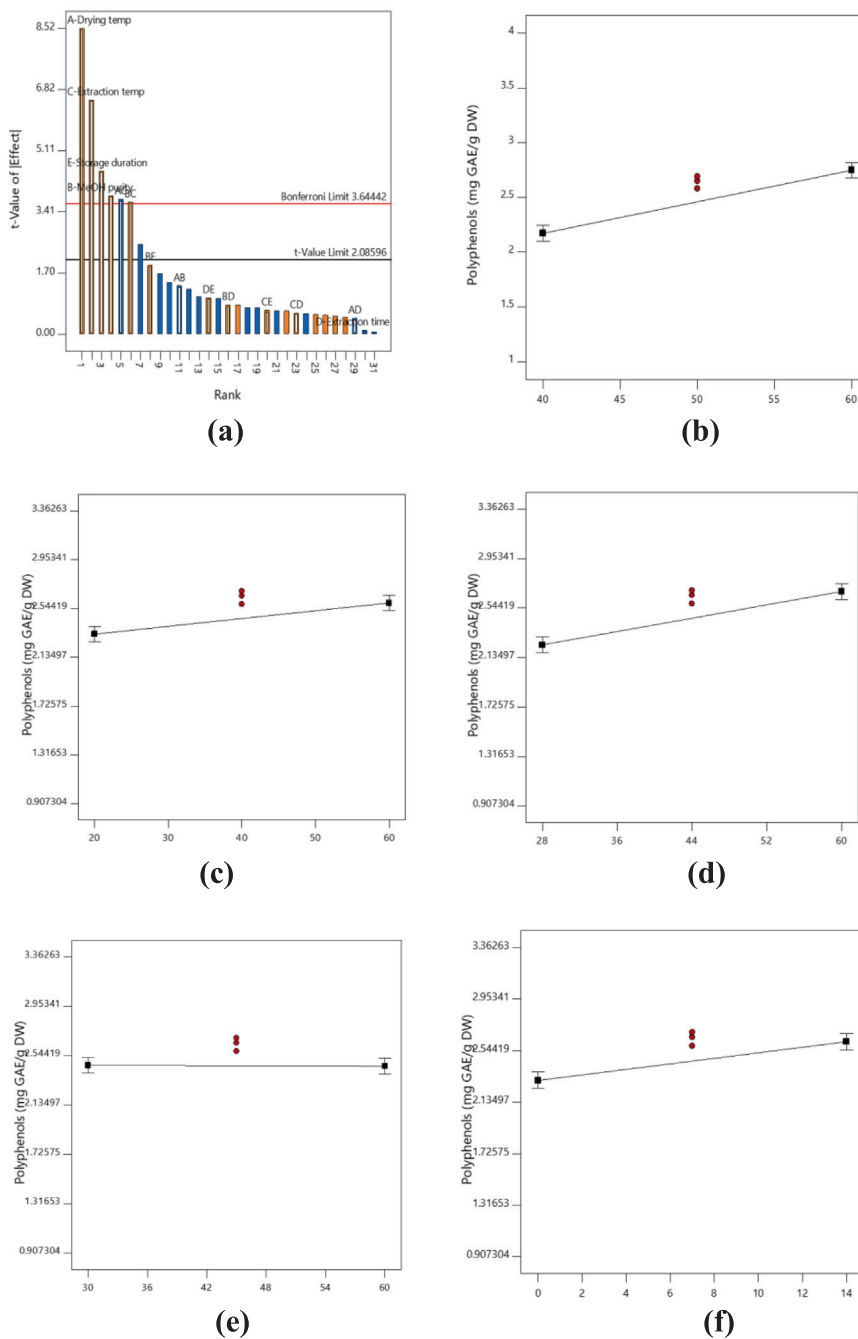 8.52
6.82
5.11
3.41
1.70
0.00
t-Value of |Effect|
A-Drying temp
C-Extraction temp
E-Storage duration
B-MeOH purity
AC
BC
Bonferroni Limit 3.64442
t-Value Limit 2.08596
BE
AB
DE
BD
CE
CD
AD
D-Extraction time
1 3 5 7 9 11 13 15 17 19 21 23 25 27 29 31
Rank
(a)
Polyphenols (mg GAE/g DW)
4
3.5
3
2.5
2
1.5
1
40 45 50 55 60
(b)
Polyphenols (mg GAE/g DW)
3.36263
2.95341
2.54419
2.13497
1.72575
1.31653
0.907304
20 30 40 50 60
(c)
Polyphenols (mg GAE/g DW)
3.36263
2.95341
2.54419
2.13497
1.72575
1.31653
0.907304
28 36 44 52 60
(d)
Polyphenols (mg GAE/g DW)
3.36263
2.95341
2.54419
2.13497
1.72575
1.31653
0.907304
30 36 42 48 54 60
(e)
Polyphenols (mg GAE/g DW)
3.36263
2.95341
2.54419
2.13497
1.72575
1.31653
0.907304
0 2 4 6 8 10 12 14
(f)